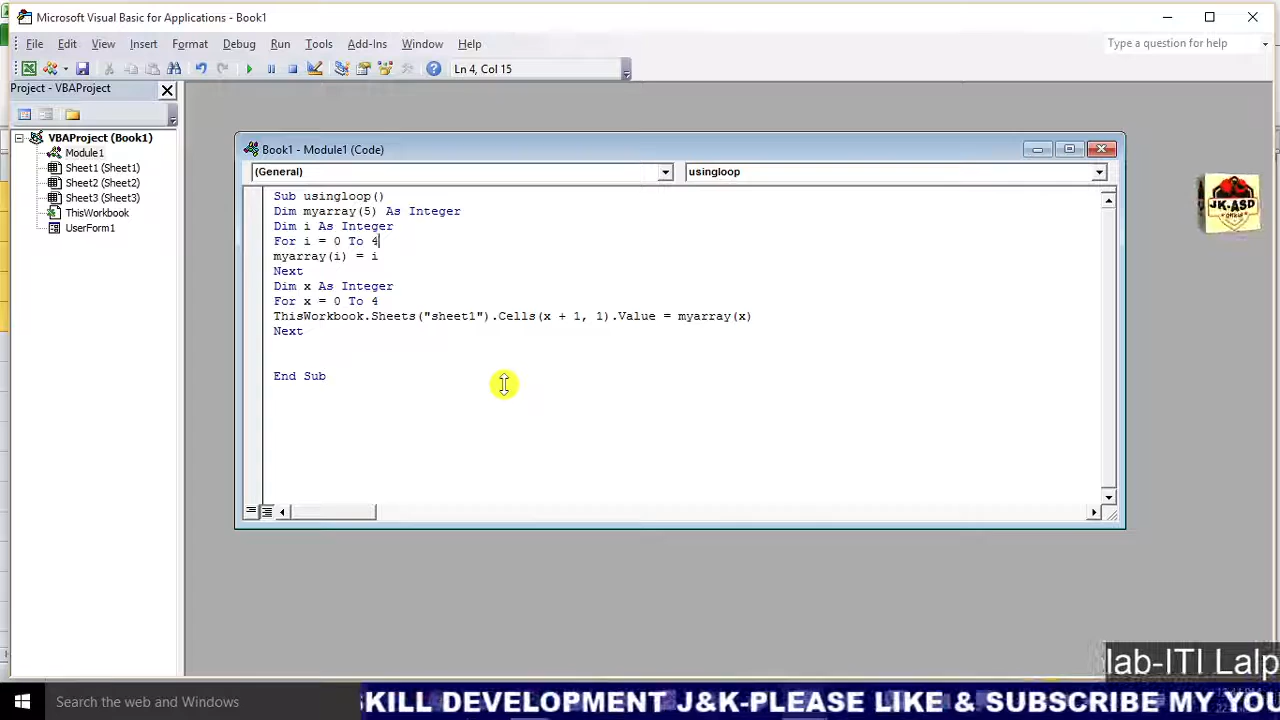 Microsoft Visual Basic for Applications - Book1
File Edit View Insert Format Debug Run Tools Add-Ins Window Help
Type a question for help
Ln 4, Col 15
Project - VBAProject
VBAProject (Book1)
Module1
Sheet1 (Sheet1)
Sheet2 (Sheet2)
Sheet3 (Sheet3)
ThisWorkbook
UserForm1
Book1 - Module1 (Code)
(General)
usingloop
Sub usingloop()
Dim myarray(5) As Integer
Dim i As Integer
For i = 0 To 4
myarray(i) = i
Next
Dim x As Integer
For x = 0 To 4
ThisWorkbook.Sheets("sheet1").Cells(x + 1, 1).Value = myarray(x)
Next
End Sub
JK-ASD
lab-ITI Lalp
Search the web and Windows
SKILL DEVELOPMENT J&K-PLEASE LIKE & SUBSCRIBE MY YOU